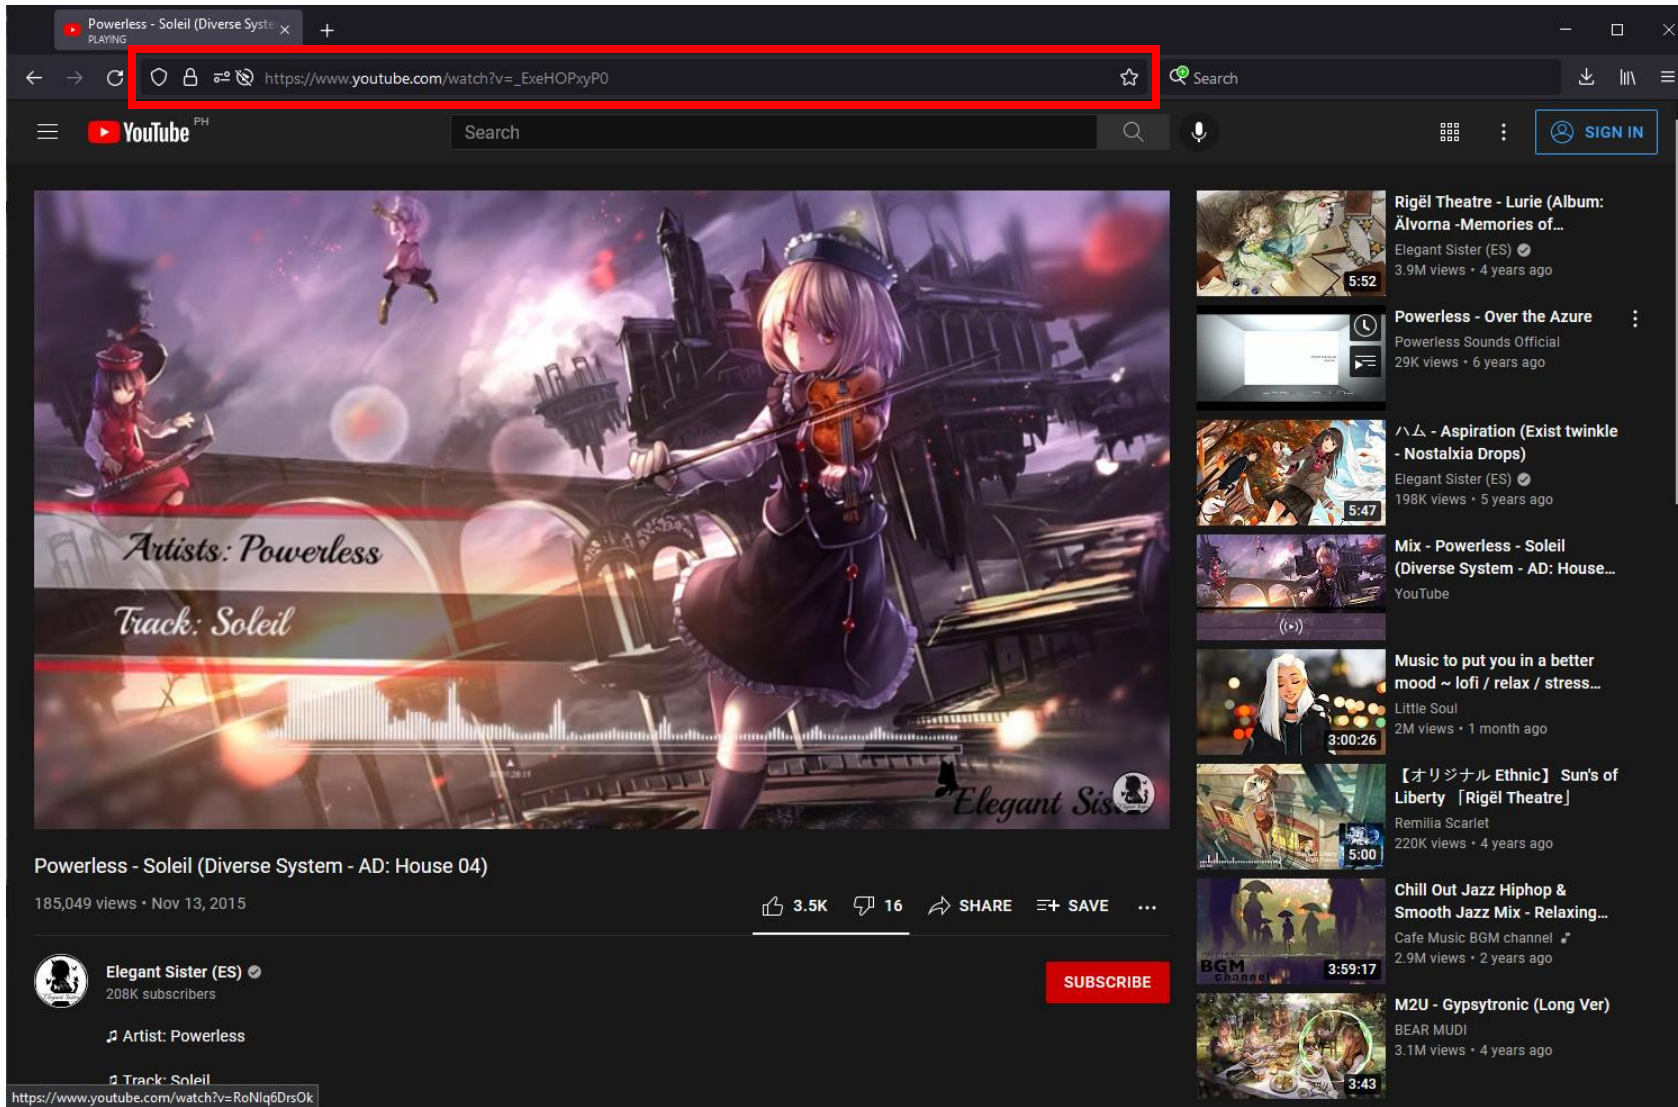 Powerless - Soleil (Diverse Syste
PLAYING
https://www.youtube.com/watch?v=_ExeHOPxyP0
Search
YouTube PH
Search
SIGN IN
Artists: Powerless
Track: Soleil
Elegant Sis
Powerless - Soleil (Diverse System - AD: House 04)
185,049 views • Nov 13, 2015
3.5K
16
SHARE
SAVE
Elegant Sister (ES)
208K subscribers
SUBSCRIBE
♫ Artist: Powerless
♫ Track: Soleil
https://www.youtube.com/watch?v=RoNlq6DrsOk
5:52
Rigël Theatre - Lurie (Album:
Älvorna -Memories of...
Elegant Sister (ES)
3.9M views • 4 years ago
Powerless - Over the Azure
Powerless Sounds Official
29K views • 6 years ago
5:47
ハム - Aspiration (Exist twinkle
- Nostalxia Drops)
Elegant Sister (ES)
198K views • 5 years ago
Mix - Powerless - Soleil
(Diverse System - AD: House...
YouTube
3:00:26
Music to put you in a better
mood ~ lofi / relax / stress...
Little Soul
2M views • 1 month ago
5:00
【オリジナル Ethnic】 Sun's of
Liberty 「Rigël Theatre」
Remilia Scarlet
220K views • 4 years ago
BGM
channel
3:59:17
Chill Out Jazz Hiphop &
Smooth Jazz Mix - Relaxing...
Cafe Music BGM channel
2.9M views • 2 years ago
3:43
M2U - Gypsytronic (Long Ver)
BEAR MUDI
3.1M views • 4 years ago